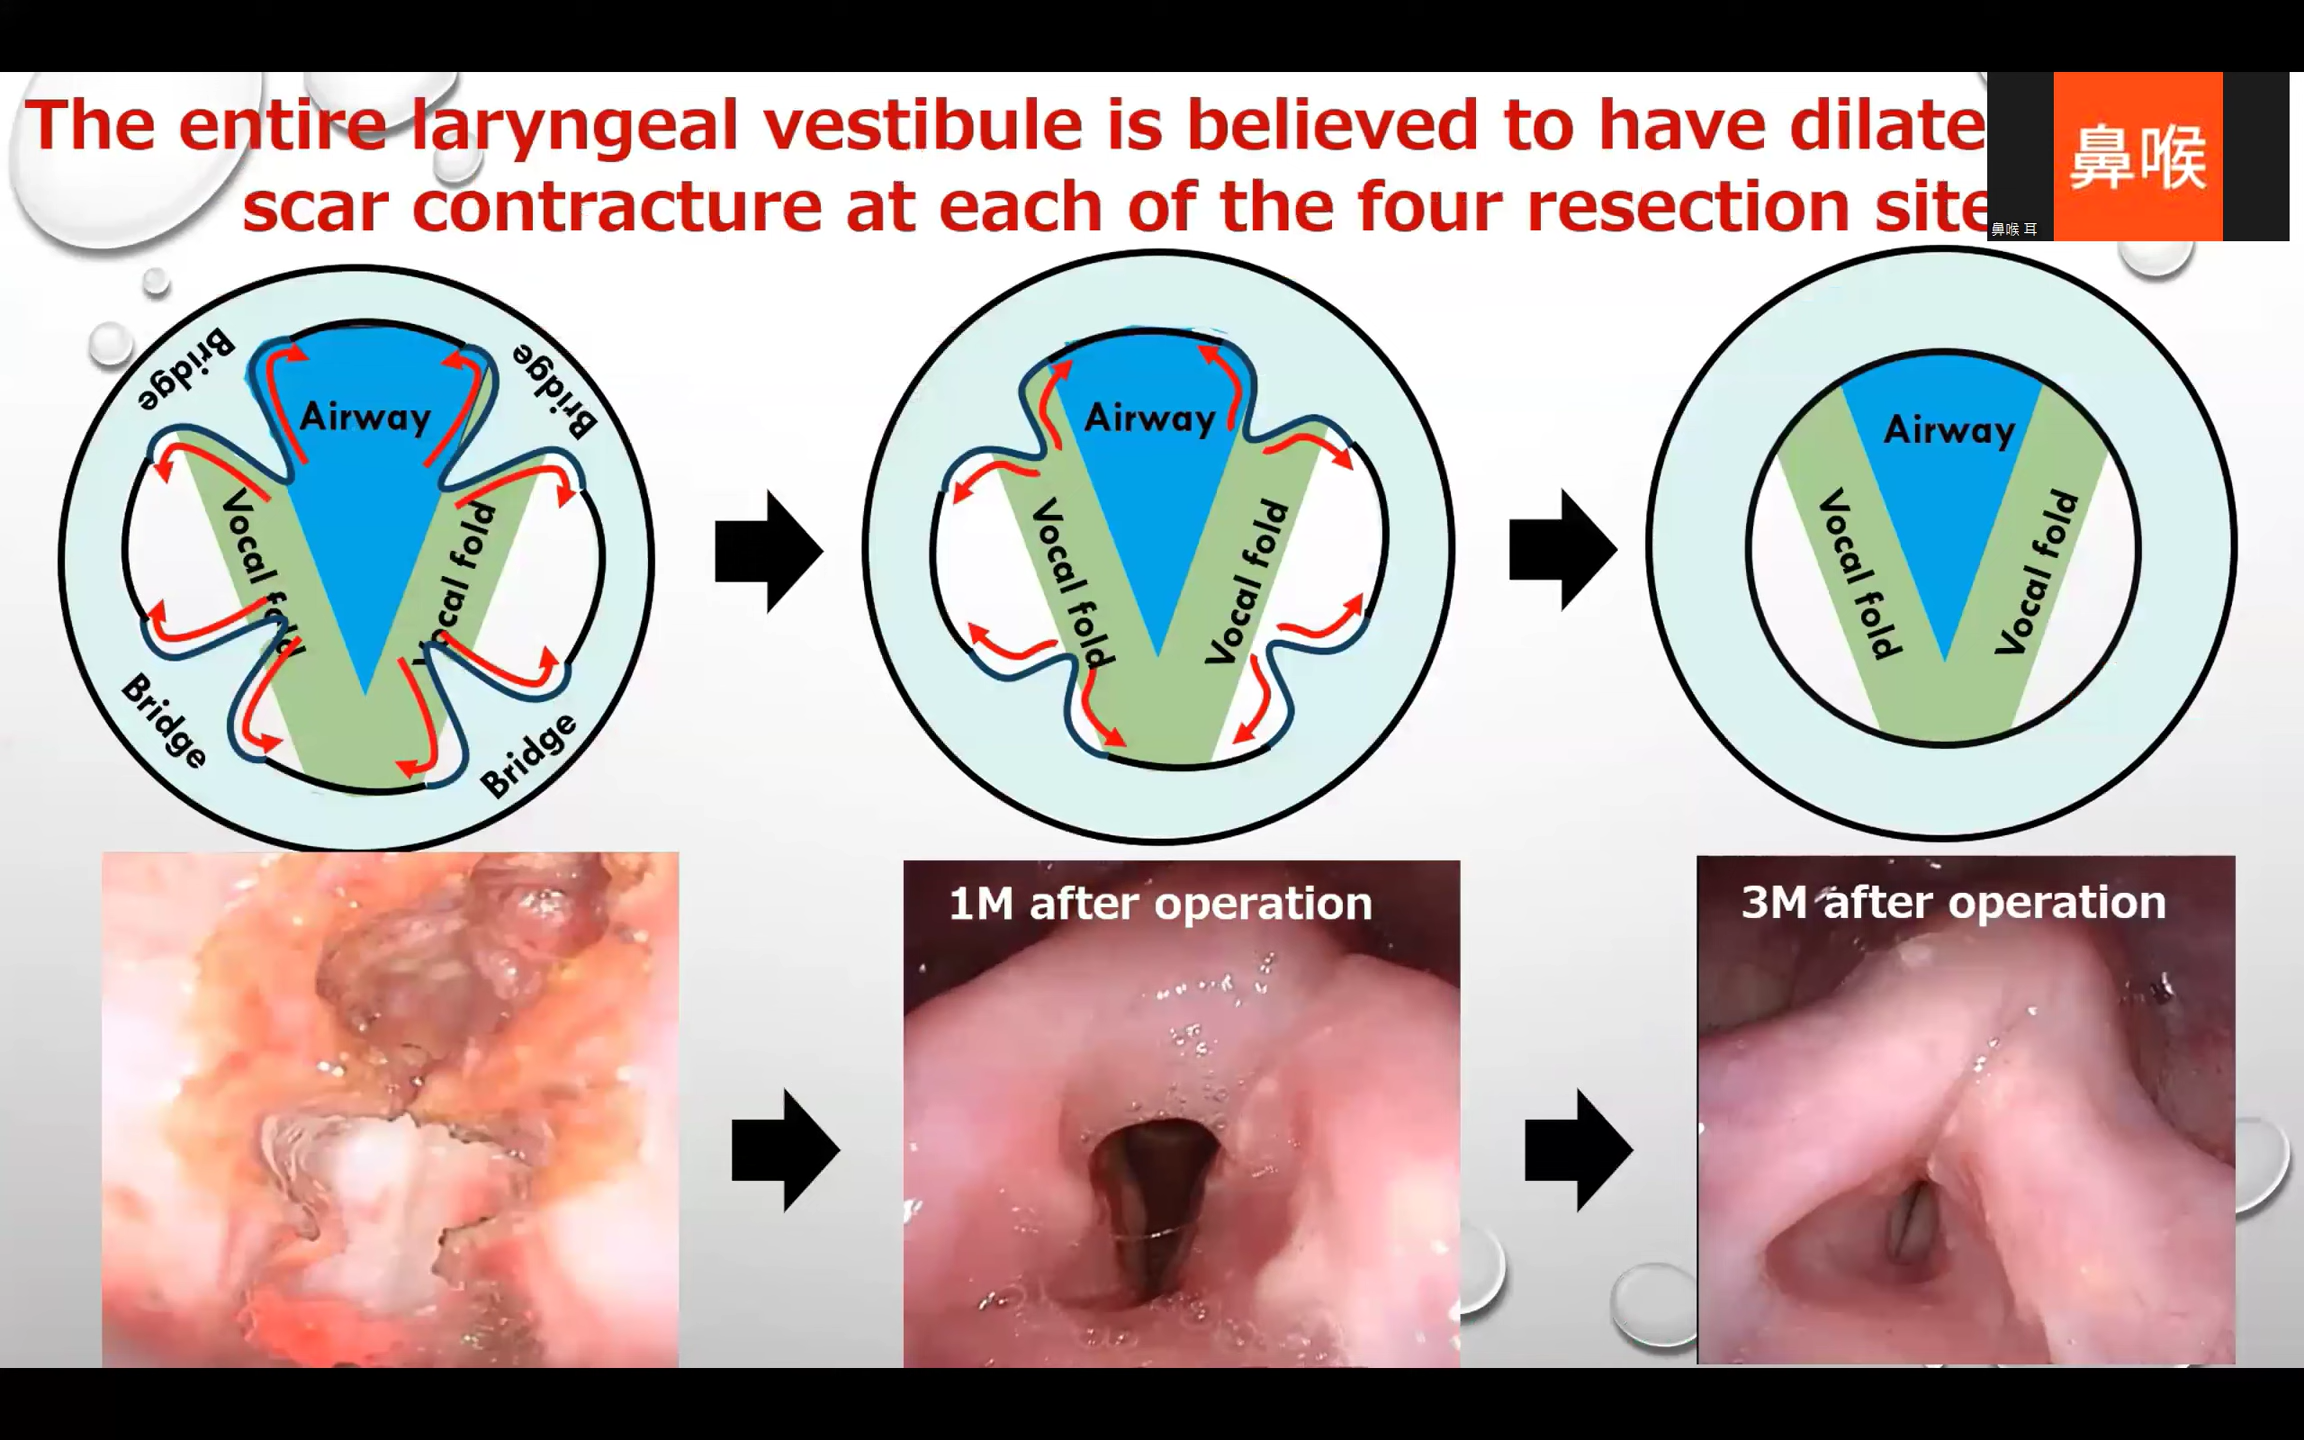 The entire laryngeal vestibule is believed to have dilate
scar contracture at each of the four resection site
鼻喉
鼻喉 耳
Bridge
Bridge
Airway
Vocal fold
Vocal fold
Bridge
Bridge
Airway
Vocal fold
Vocal fold
Airway
Vocal fold
Vocal fold
1M after operation
3M after operation